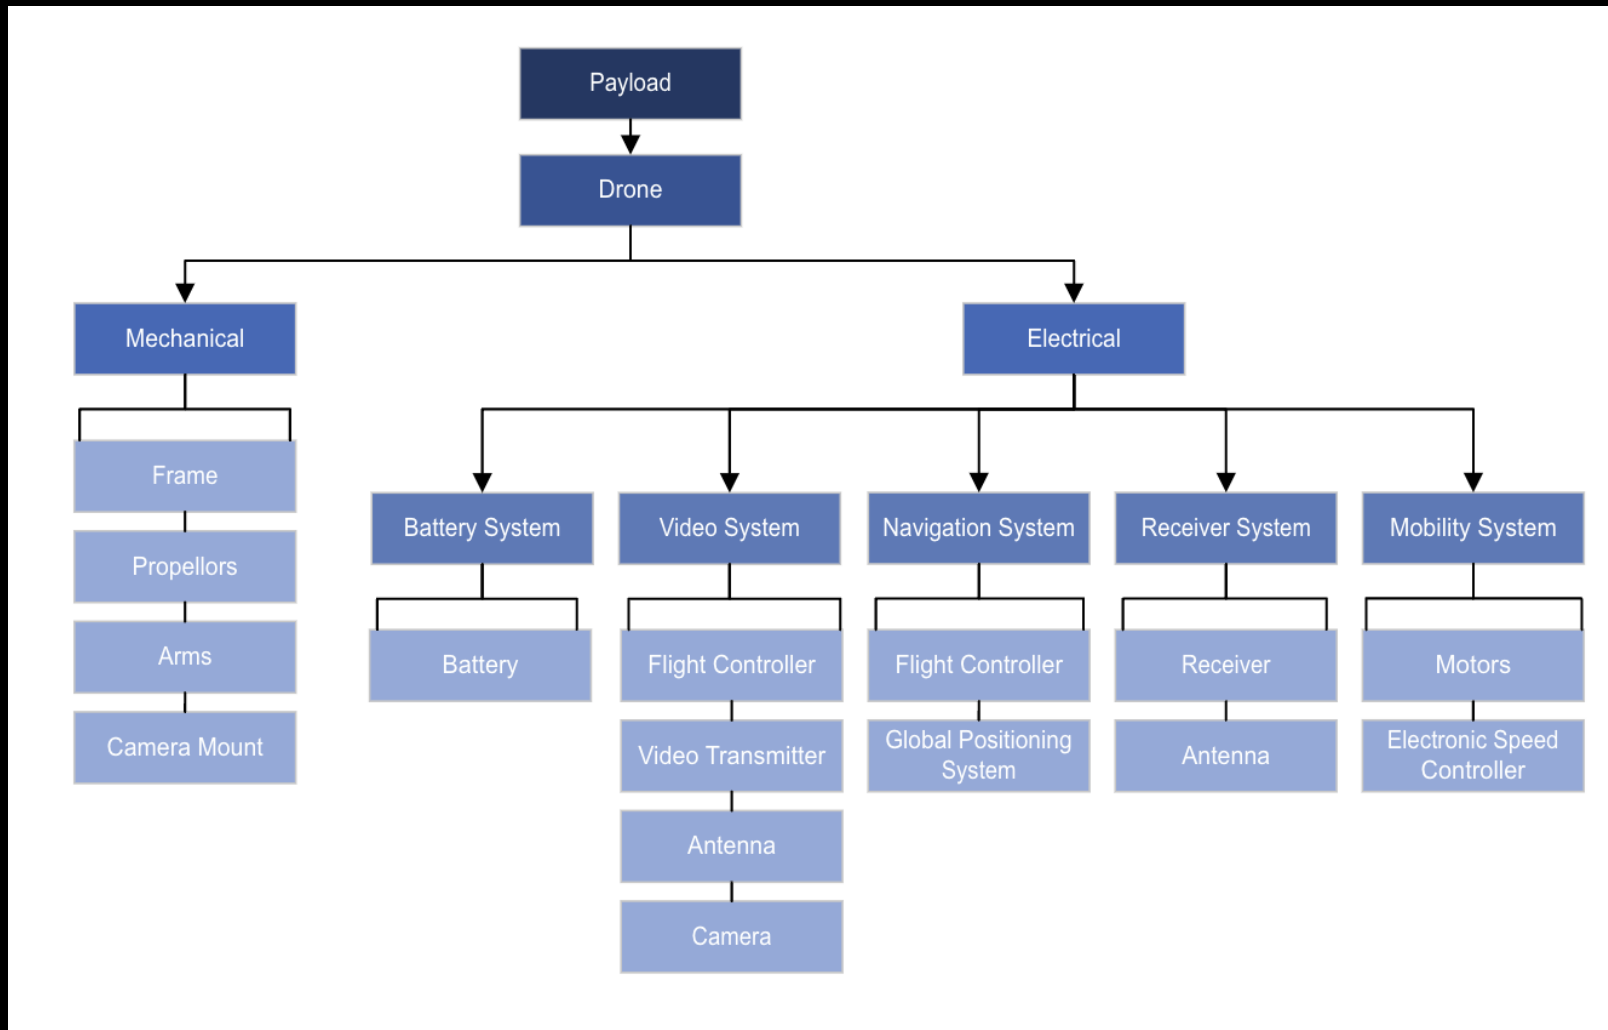 Payload
Drone
Mechanical
Electrical
Frame
Propellors
Arms
Camera Mount
Battery System
Video System
Navigation System
Receiver System
Mobility System
Battery
Flight Controller
Video Transmitter
Antenna
Camera
Flight Controller
Global Positioning
System
Receiver
Antenna
Motors
Electronic Speed
Controller